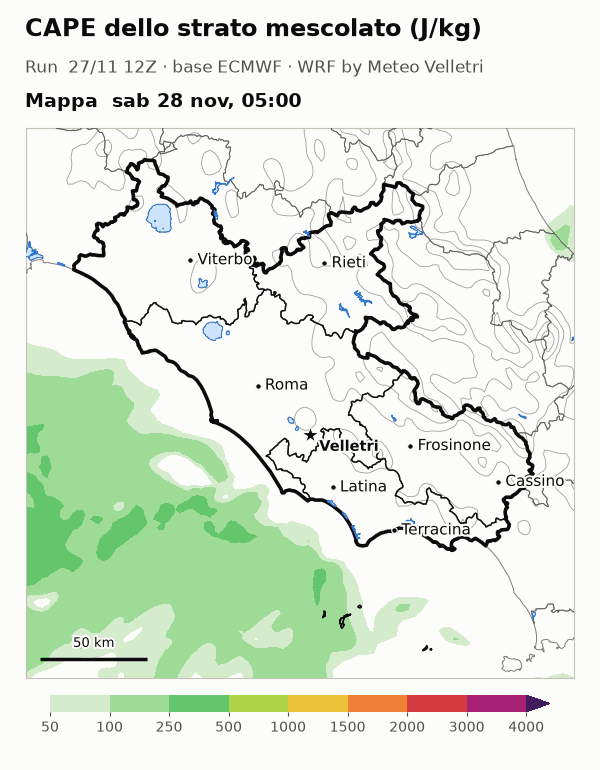 CAPE dello strato mescolato (J/kg)
Run  27/11 12Z · base ECMWF · WRF by Meteo Velletri
Mappa  sab 28 nov, 05:00
Viterbo
Rieti
Roma
Velletri
Frosinone
Latina
Cassino
Terracina
50 km
50 100 250 500 1000 1500 2000 3000 4000